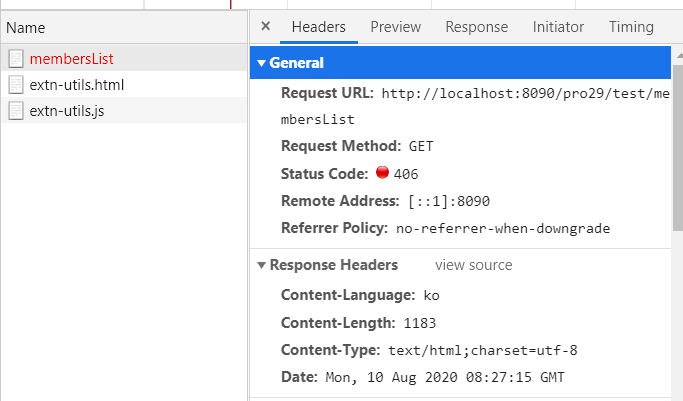 Name
membersList
extn-utils.html
extn-utils.js
× Headers Preview Response Initiator Timing
▼ General
Request URL: http://localhost:8090/pro29/test/me
mbersList
Request Method: GET
Status Code: 406
Remote Address: [::1]:8090
Referrer Policy: no-referrer-when-downgrade
▼ Response Headers view source
Content-Language: ko
Content-Length: 1183
Content-Type: text/html;charset=utf-8
Date: Mon, 10 Aug 2020 08:27:15 GMT